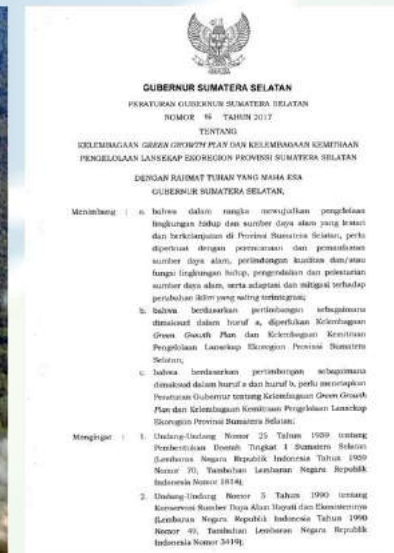 GUBERNUR SUMATERA SELATAN
PERATURAN GUBERNUR SUMATERA SELATAN
NOMOR TAHUN 2017
TENTANG
KELEMBAGAAN GREEN GROWTH PLAN DAN KELEMBAGAAN KEMITRAAN
PENGELOLAAN LANSEKAP EKOREGION PROVINSI SUMATERA SELATAN
DENGAN RAHMAT TUHAN YANG MAHA ESA
GUBERNUR SUMATERA SELATAN,
Menimbang : a. bahwa dalam rangka mewujudkan pengelolaan
lingkungan hidup dan sumber daya alam yang lestari
dan berkelanjutan di Provinsi Sumatera Selatan, perlu
diperkuat dengan perencanaan dan pemanfaatan
sumber daya alam, perlindungan kualitas dan/atau
fungsi lingkungan hidup, pengendalian dan pelestarian
sumber daya alam, serta adaptasi dan mitigasi terhadap
perubahan iklim yang saling terintegrasi;
b. bahwa berdasarkan pertimbangan sebagaimana
dimaksud dalam huruf a, diperlukan Kelembagaan
Green Growth Plan dan Kelembagaan Kemitraan
Pengelolaan Lansekap Ekoregion Provinsi Sumatera
Selatan;
c. bahwa berdasarkan pertimbangan sebagaimana
dimaksud dalam huruf a dan huruf b, perlu menetapkan
Peraturan Gubernur tentang Kelembagaan Green Growth
Plan dan Kelembagaan Kemitraan Pengelolaan Lansekap
Ekoregion Provinsi Sumatera Selatan;
Mengingat : 1. Undang-Undang Nomor 25 Tahun 1959 tentang
Pembentukan Daerah Tingkat I Sumatera Selatan
(Lembaran Negara Republik Indonesia Tahun 1959
Nomor 70, Tambahan Lembaran Negara Republik
Indonesia Nomor 1814);
2. Undang-Undang Nomor 5 Tahun 1990 tentang
Konservasi Sumber Daya Alam Hayati dan Ekosistemnya
(Lembaran Negara Republik Indonesia Tahun 1990
Nomor 49, Tambahan Lembaran Negara Republik
Indonesia Nomor 3419);